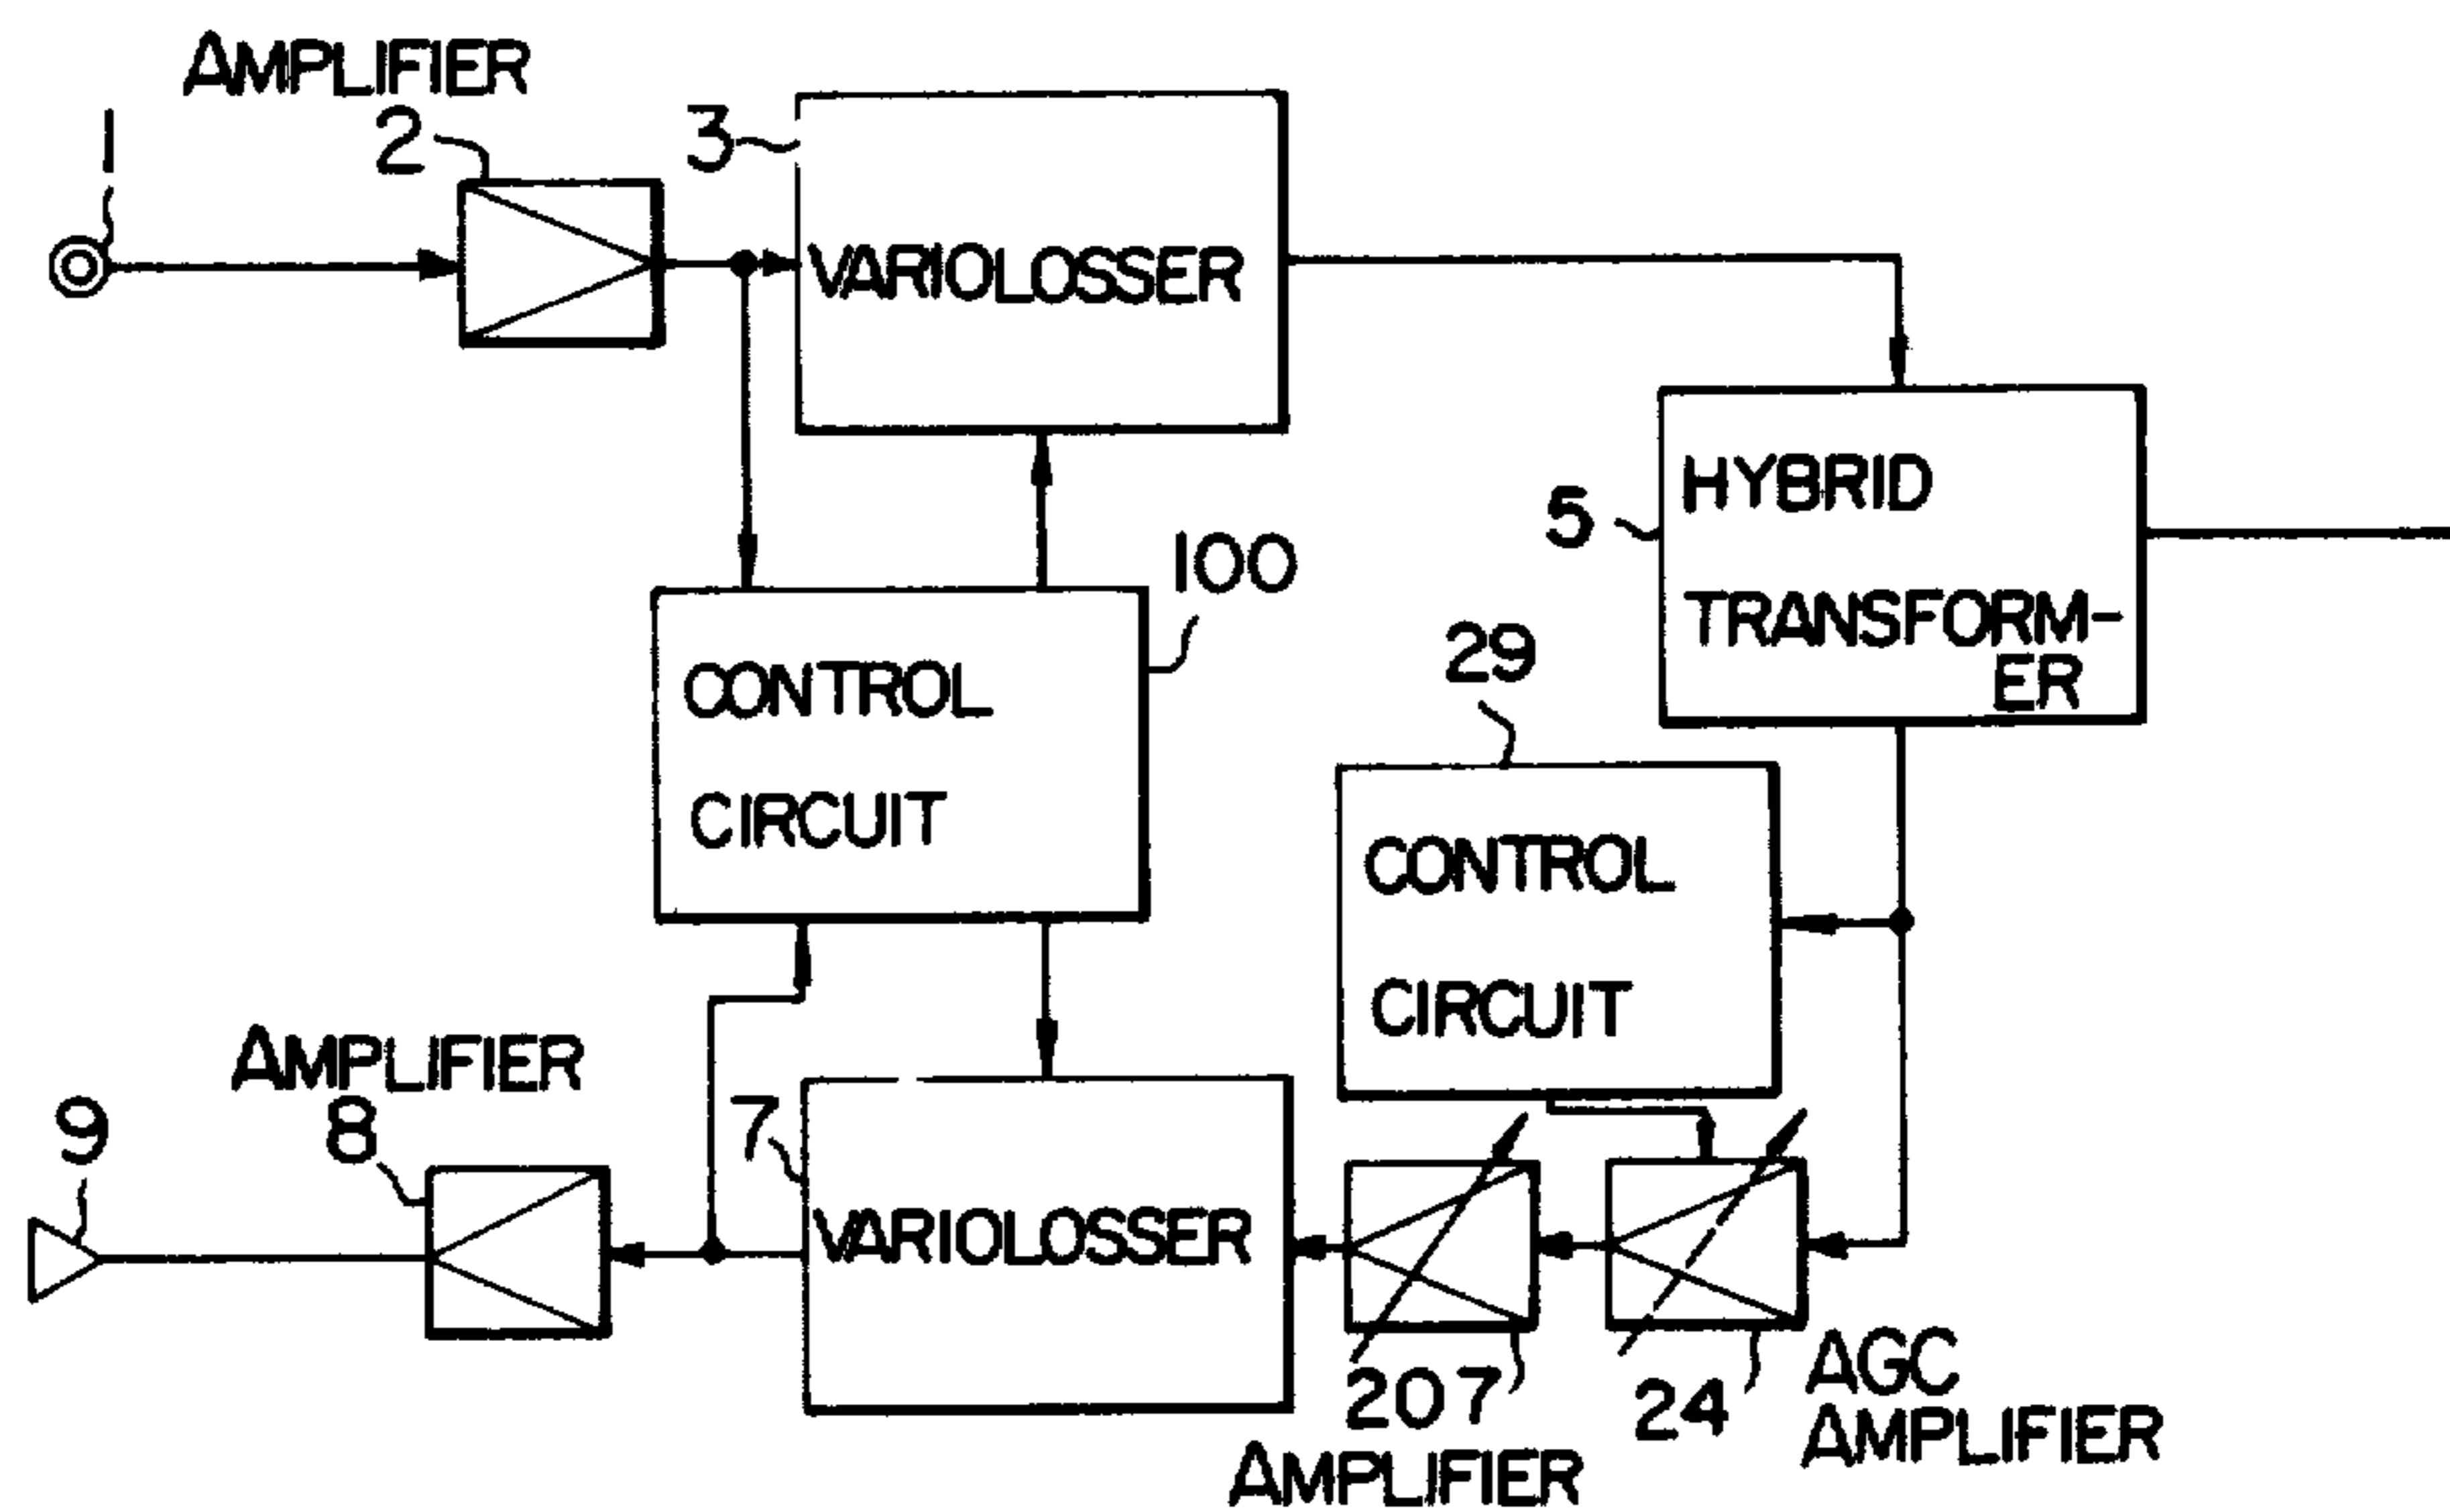 AMPLIFIER
1
2
3
VARIOLOSSER
HYBRID
5
100
TRANSFORM-
ER
29
CONTROL
CIRCUIT
CONTROL
CIRCUIT
AMPLIFIER
9
8
7
VARIOLOSSER
207
24
AGC
AMPLIFIER
AMPLIFIER